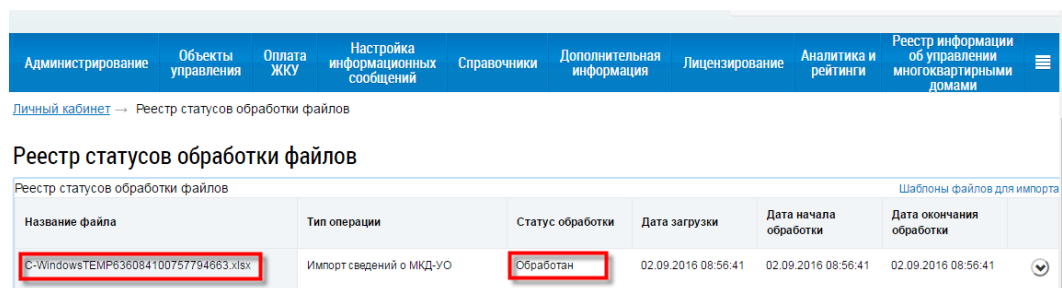 Администрирование
Объекты управления
Оплата ЖКУ
Настройка информационных сообщений
Справочники
Дополнительная информация
Лицензирование
Аналитика и рейтинги
Реестр информации об управлении многоквартирными домами
Личный кабинет → Реестр статусов обработки файлов
Реестр статусов обработки файлов
Реестр статусов обработки файлов Шаблоны файлов для импорта
Название файла Тип операции Статус обработки Дата загрузки Дата начала обработки Дата окончания обработки
C-WindowsTEMP636084100757794663.xlsx Импорт сведений о МКД-УО Обработан 02.09.2016 08:56:41 02.09.2016 08:56:41 02.09.2016 08:56:41